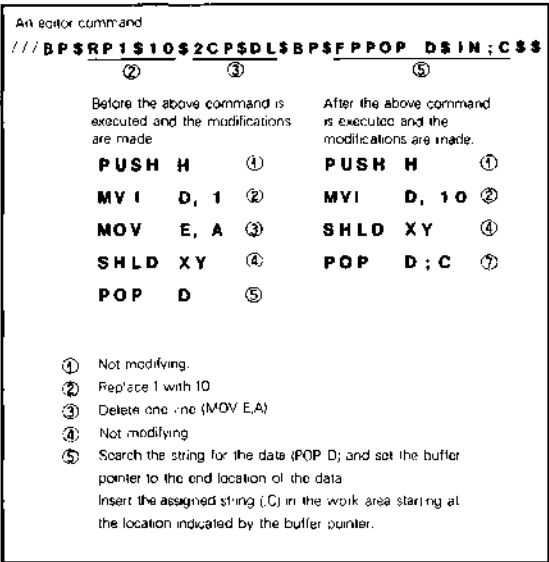 An editor command
///BP$RP1$10$2CP$DL$BP$FPPOP D$IN;C$$
② ③ ⑤
Before the above command is
executed and the modifications
are made
PUSH H ①
MVI D, 1 ②
MOV E, A ③
SHLD XY ④
POP D ⑤
After the above command
is executed and the
modifications are made.
PUSH H ①
MVI D, 10 ②
SHLD XY ④
POP D;C ⑦
① Not modifying.
② Replace 1 with 10
③ Delete one line (MOV E,A)
④ Not modifying
⑤ Search the string for the data (POP D) and set the buffer
pointer to the end location of the data
Insert the assigned string (;C) in the work area starting at
the location indicated by the buffer pointer.